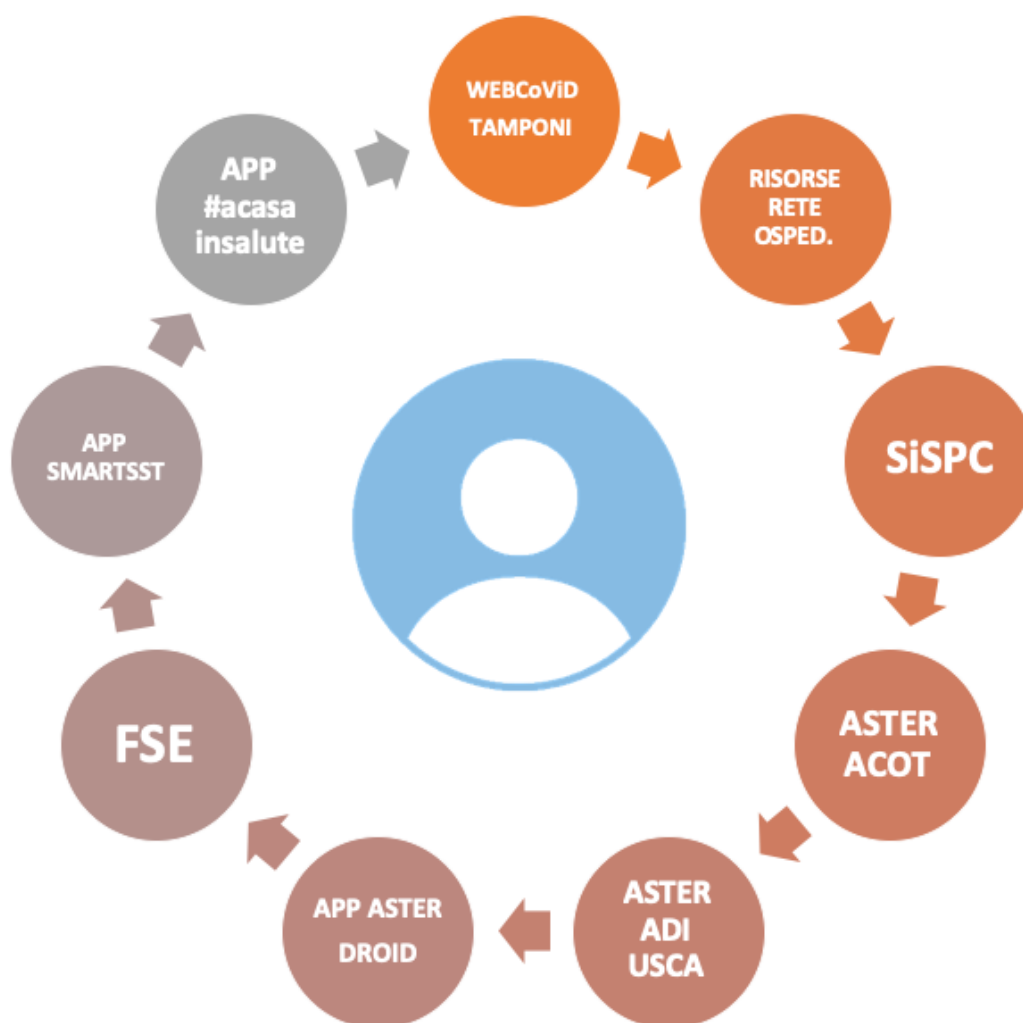 WEBCoViD
TAMPONI
RISORSE
RETE
OSPED.
SiSPC
ASTER
ACOT
ASTER
ADI
USCA
APP ASTER
DROID
FSE
APP
SMARTSST
APP
#acasa
insalute